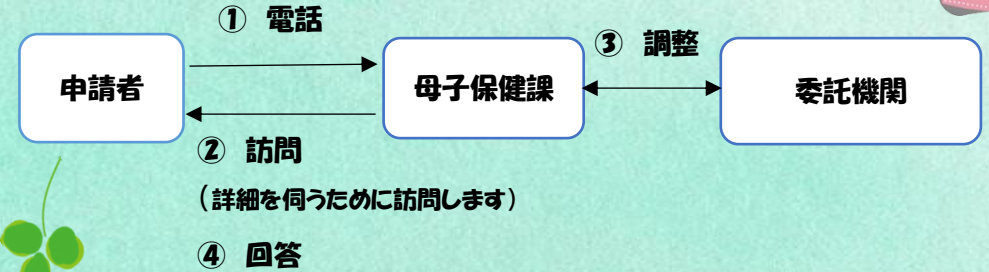 ① 電話
③ 調整
申請者
母子保健課
委託機関
② 訪問
(詳細を伺うために訪問します)
④ 回答